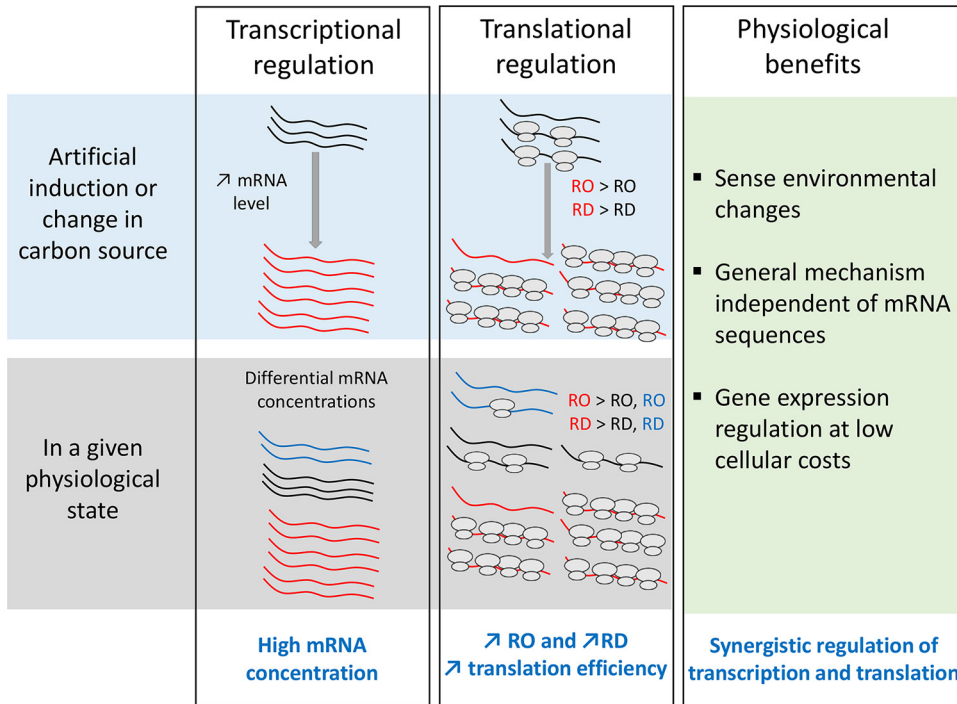 Transcriptional
regulation
Translational
regulation
Physiological
benefits
Artificial
induction or
change in
carbon source
↗ mRNA
level
RO > RO
RD > RD
▪ Sense environmental
changes
▪ General mechanism
independent of mRNA
sequences
▪ Gene expression
regulation at low
cellular costs
In a given
physiological
state
Differential mRNA
concentrations
RO > RO, RO
RD > RD, RD
High mRNA
concentration
↗ RO and ↗RD
↗ translation efficiency
Synergistic regulation of
transcription and translation